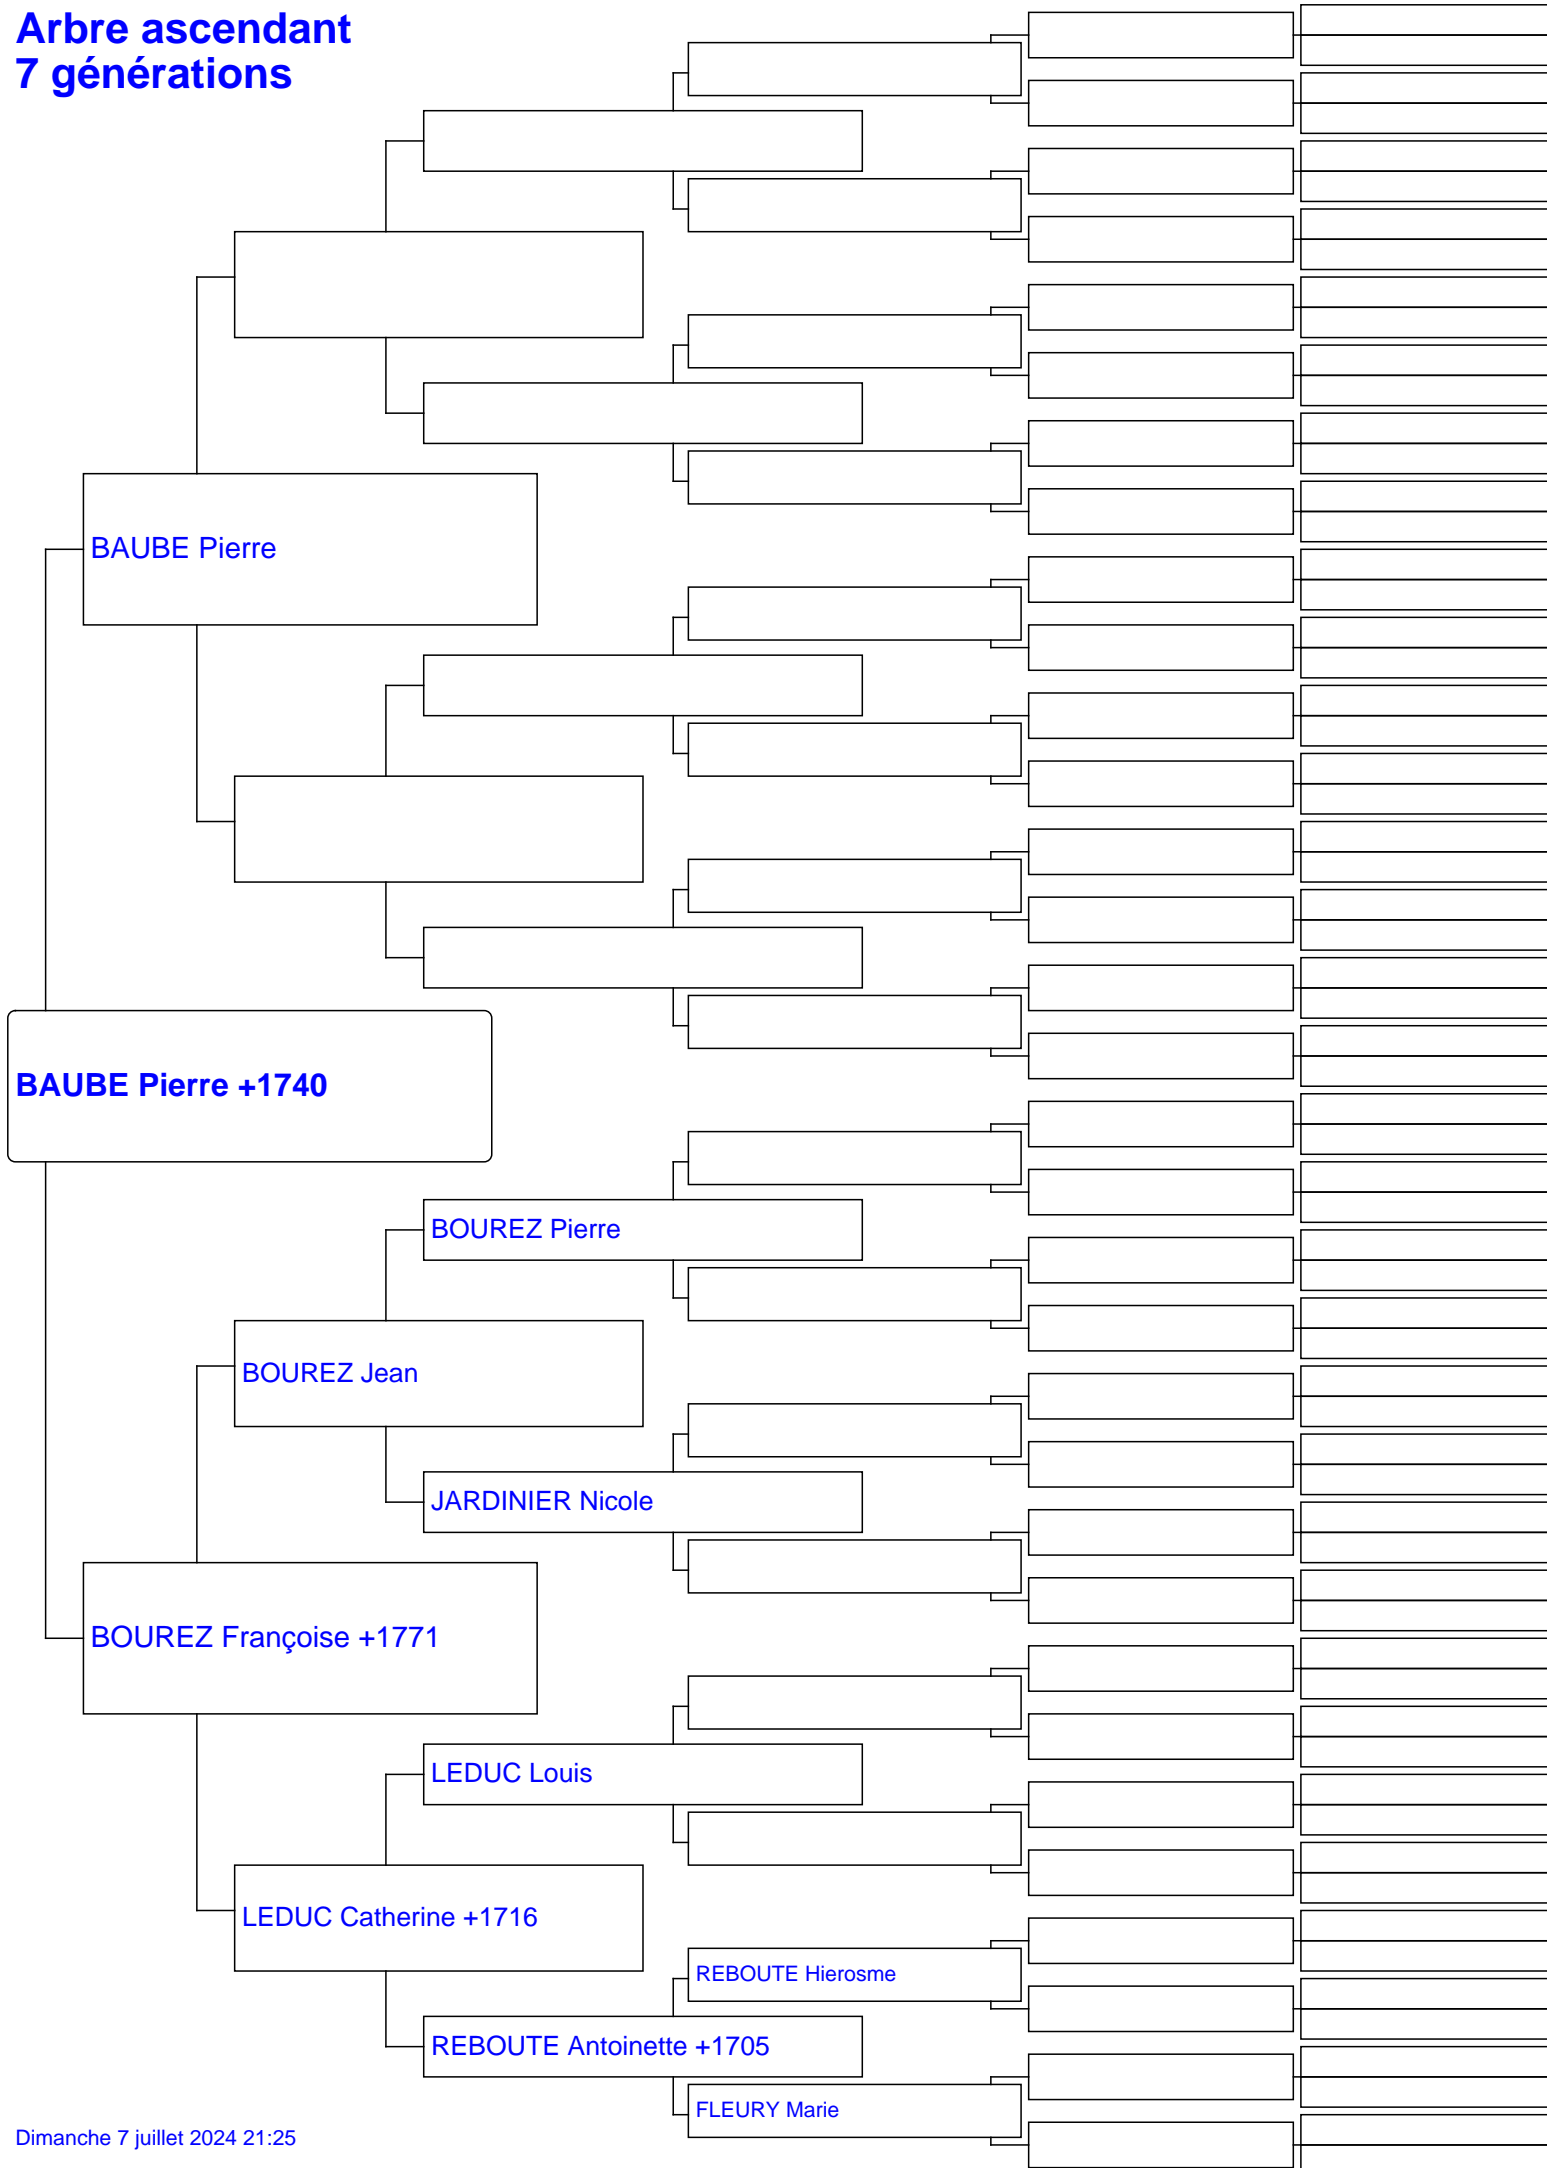 Arbre ascendant
7 générations
BAUBE Pierre
BAUBE Pierre +1740
BOUREZ Pierre
BOUREZ Jean
JARDINIER Nicole
BOUREZ Françoise +1771
LEDUC Louis
LEDUC Catherine +1716
REBOUTE Hierosme
REBOUTE Antoinette +1705
FLEURY Marie
Dimanche 7 juillet 2024 21:25